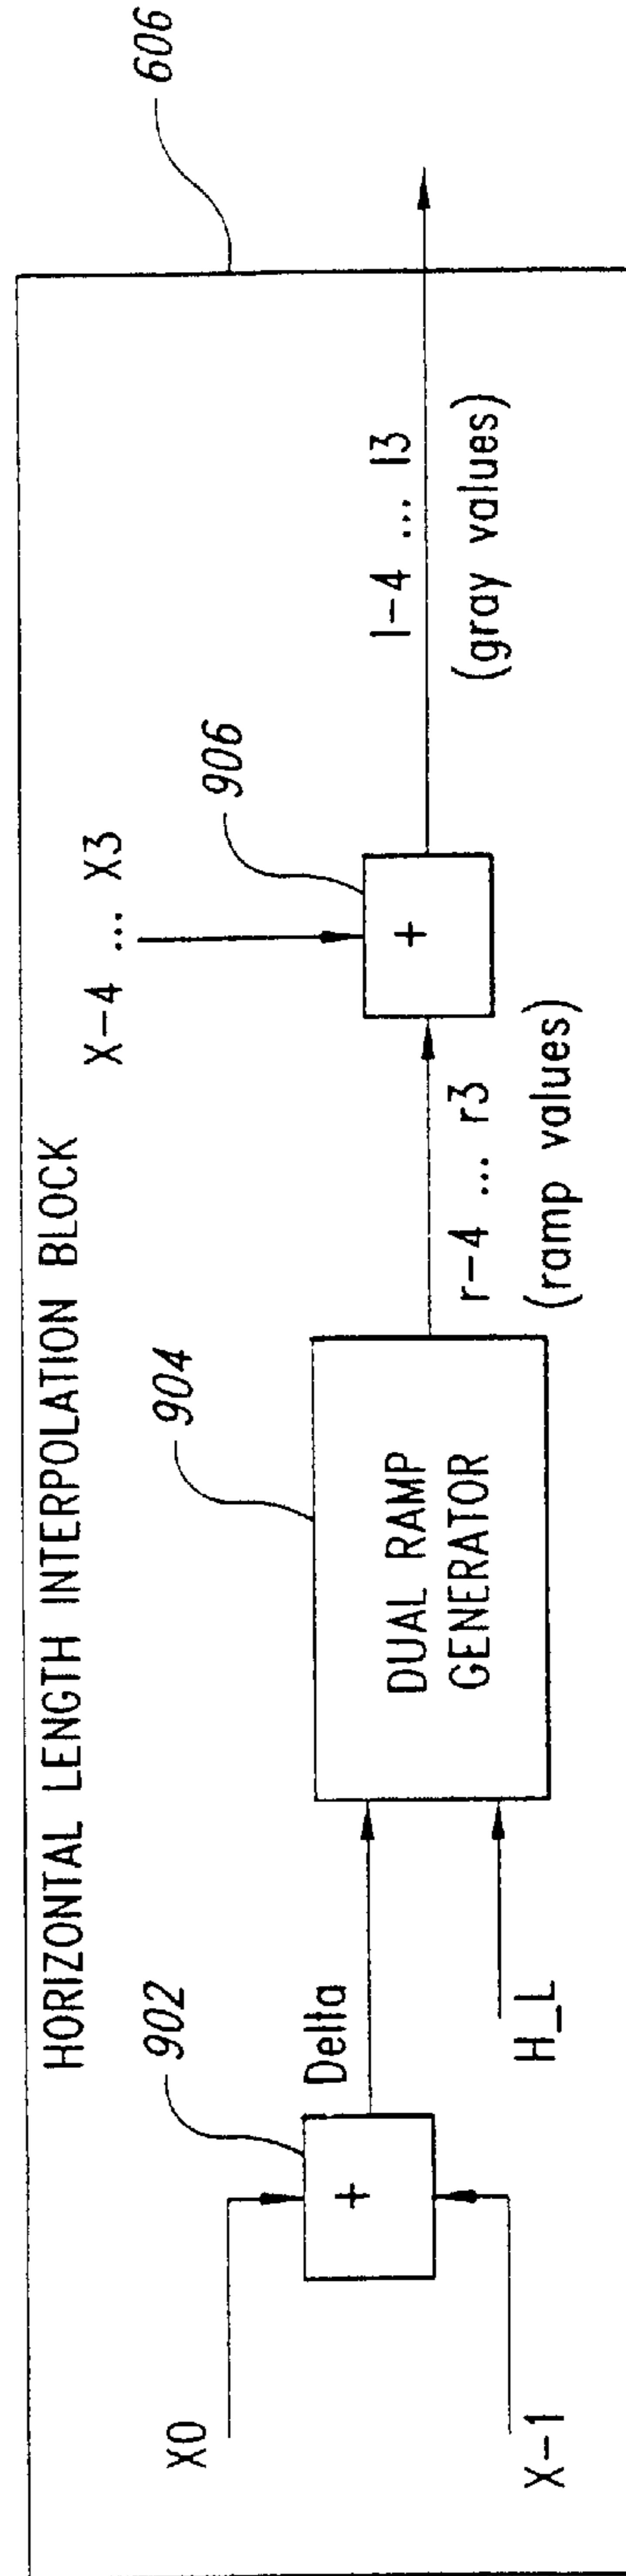 HORIZONTAL LENGTH INTERPOLATION BLOCK
606
X0
902
+
X-1
Delta
H_L
904
DUAL RAMP
GENERATOR
r-4 ... r3
(ramp values)
X-4 ... X3
906
+
I-4 ... I3
(gray values)